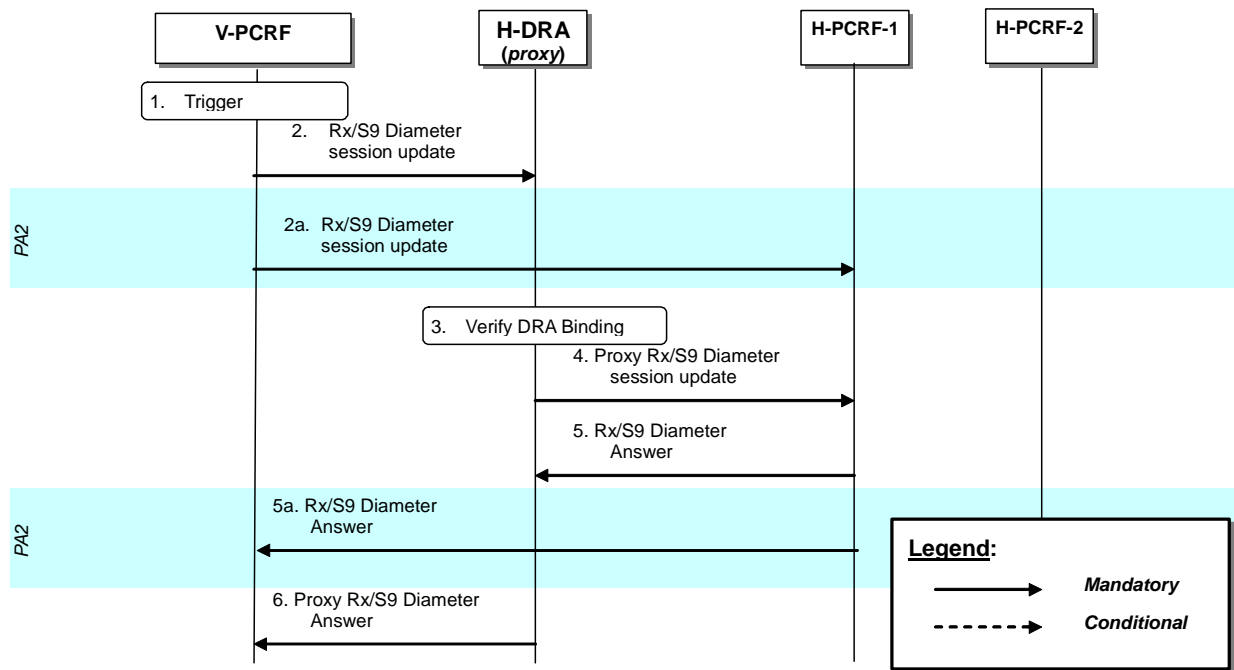 V-PCRF
H-DRA
(proxy)
H-PCRF-1
H-PCRF-2
1. Trigger
2. Rx/S9 Diameter
session update
PA2
2a. Rx/S9 Diameter
session update
3. Verify DRA Binding
4. Proxy Rx/S9 Diameter
session update
5. Rx/S9 Diameter
Answer
PA2
5a. Rx/S9 Diameter
Answer
6. Proxy Rx/S9 Diameter
Answer
Legend:
Mandatory
Conditional